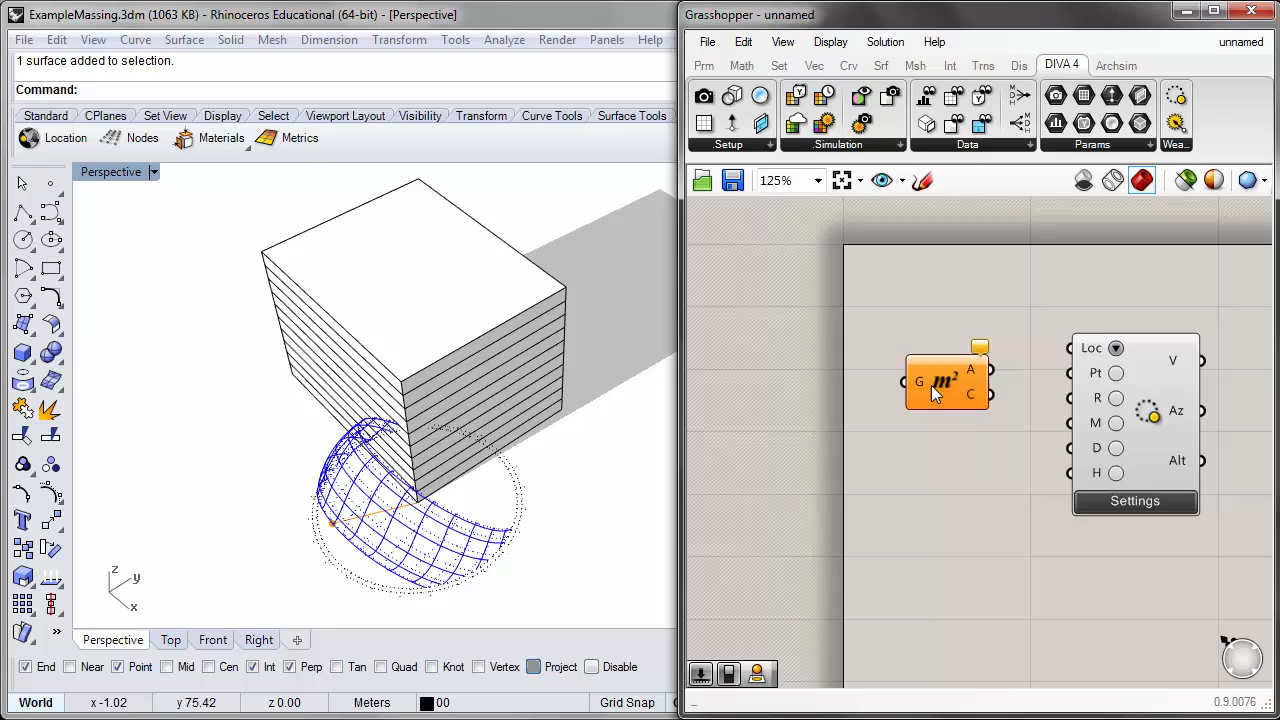 ExampleMassing.3dm (1063 KB) - Rhinoceros Educational (64-bit) - [Perspective]
File Edit View Curve Surface Solid Mesh Dimension Transform Tools Analyze Render Panels Help
1 surface added to selection.
Command:
Standard CPlanes Set View Display Select Viewport Layout Visibility Transform Curve Tools Surface Tools
Location Nodes Materials Metrics
Perspective
z
y
x
Perspective Top Front Right
End Near Point Mid Cen Int Perp Tan Quad Knot Vertex Project Disable
World x -1.02 y 75.42 z 0.00 Meters 00 Grid Snap
Grasshopper - unnamed
File Edit View Display Solution Help unnamed
Prm Math Set Vec Crv Srf Msh Int Trns Dis DIVA 4 Archsim
.Setup .Simulation Data Params Wea...
125%
G m² A
C
Loc
Pt
R
M
D
H
V
Az
Alt
Settings
0.9.0076